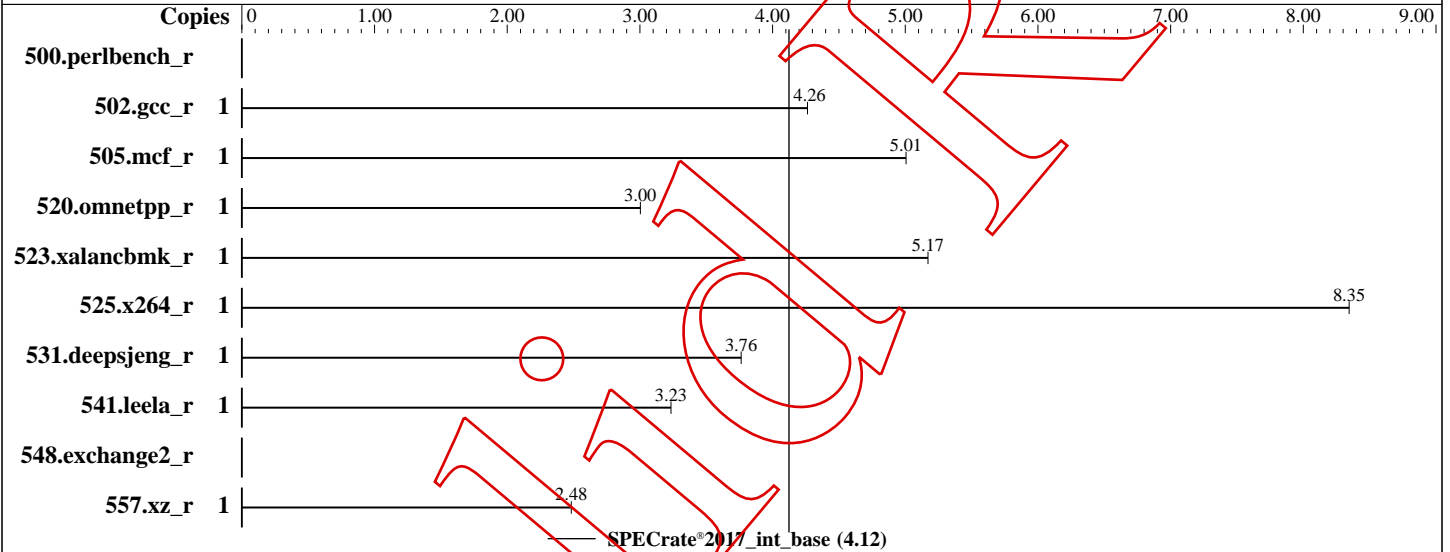 Copies 0 1.00 2.00 3.00 4.00 5.00 6.00 7.00 8.00 9.00
500.perlbench_r
502.gcc_r 1 4.26
505.mcf_r 1 5.01
520.omnetpp_r 1 3.00
523.xalancbmk_r 1 5.17
525.x264_r 1 8.35
531.deepsjeng_r 1 3.76
541.leela_r 1 3.23
548.exchange2_r
557.xz_r 1 2.48
SPECrate®2017_int_base (4.12)